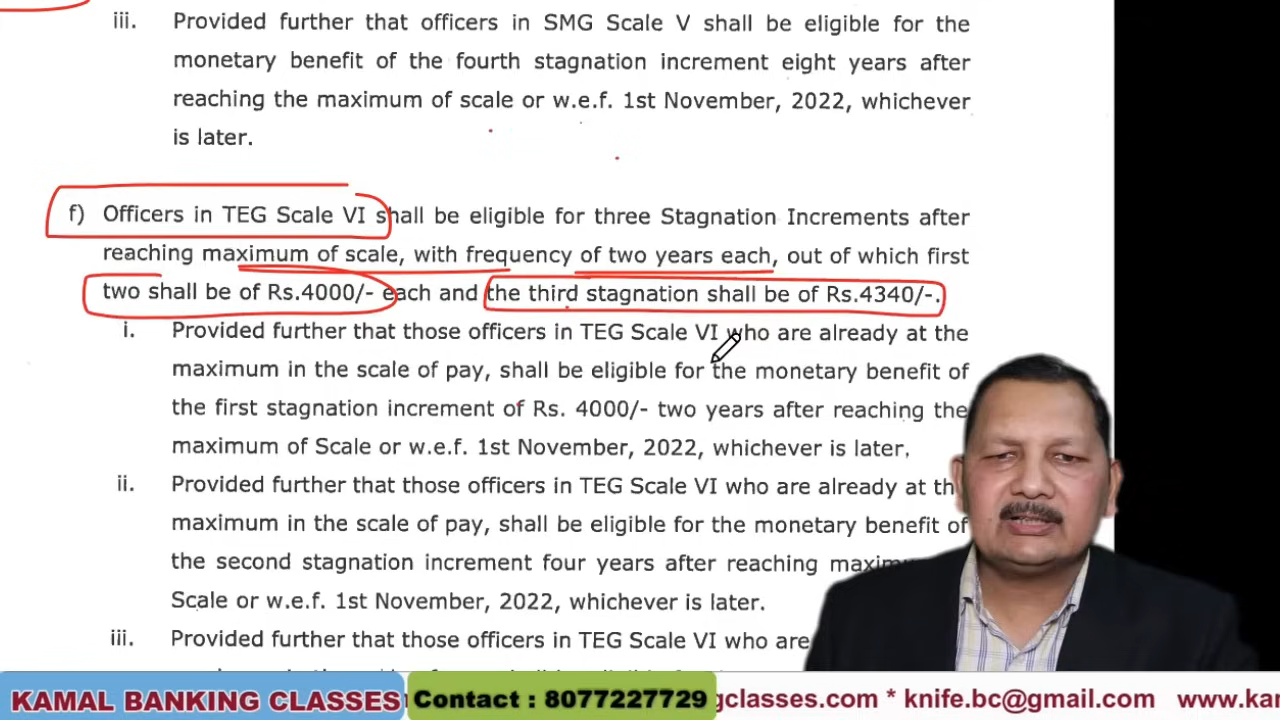 iii. Provided further that officers in SMG Scale V shall be eligible for the
monetary benefit of the fourth stagnation increment eight years after
reaching the maximum of scale or w.e.f. 1st November, 2022, whichever
is later.
f) Officers in TEG Scale VI shall be eligible for three Stagnation Increments after
reaching maximum of scale, with frequency of two years each, out of which first
two shall be of Rs.4000/- each and the third stagnation shall be of Rs.4340/-.
i. Provided further that those officers in TEG Scale VI who are already at the
maximum in the scale of pay, shall be eligible for the monetary benefit of
the first stagnation increment of Rs. 4000/- two years after reaching the
maximum of Scale or w.e.f. 1st November, 2022, whichever is later.
ii. Provided further that those officers in TEG Scale VI who are already at th
maximum in the scale of pay, shall be eligible for the monetary benefit of
the second stagnation increment four years after reaching maxim
Scale or w.e.f. 1st November, 2022, whichever is later.
iii. Provided further that those officers in TEG Scale VI who are
KAMAL BANKING CLASSES Contact : 8077227729 gclasses.com * knife.bc@gmail.com www.ka